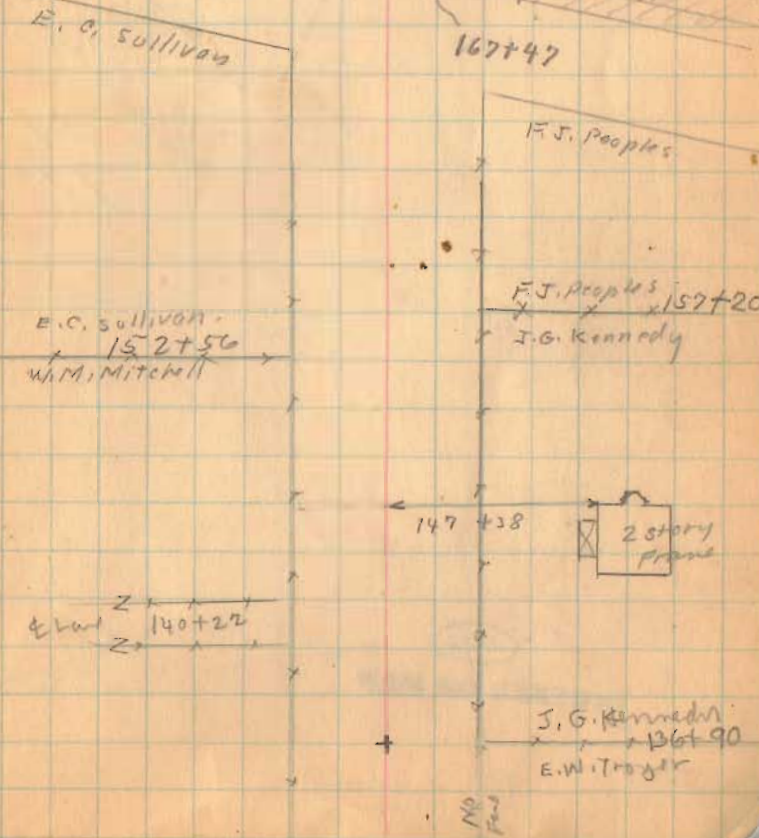 E. C. Sullivan
167+47
F.J. Peoples
F.J. Peoples 157+20
J.G. Kennedy
E.C. Sullivan.
152+56
W.M. Mitchell
147+38
2 Story
Frame
140+22
J. G. Kennedy
136+90
E.W. Troyer
No